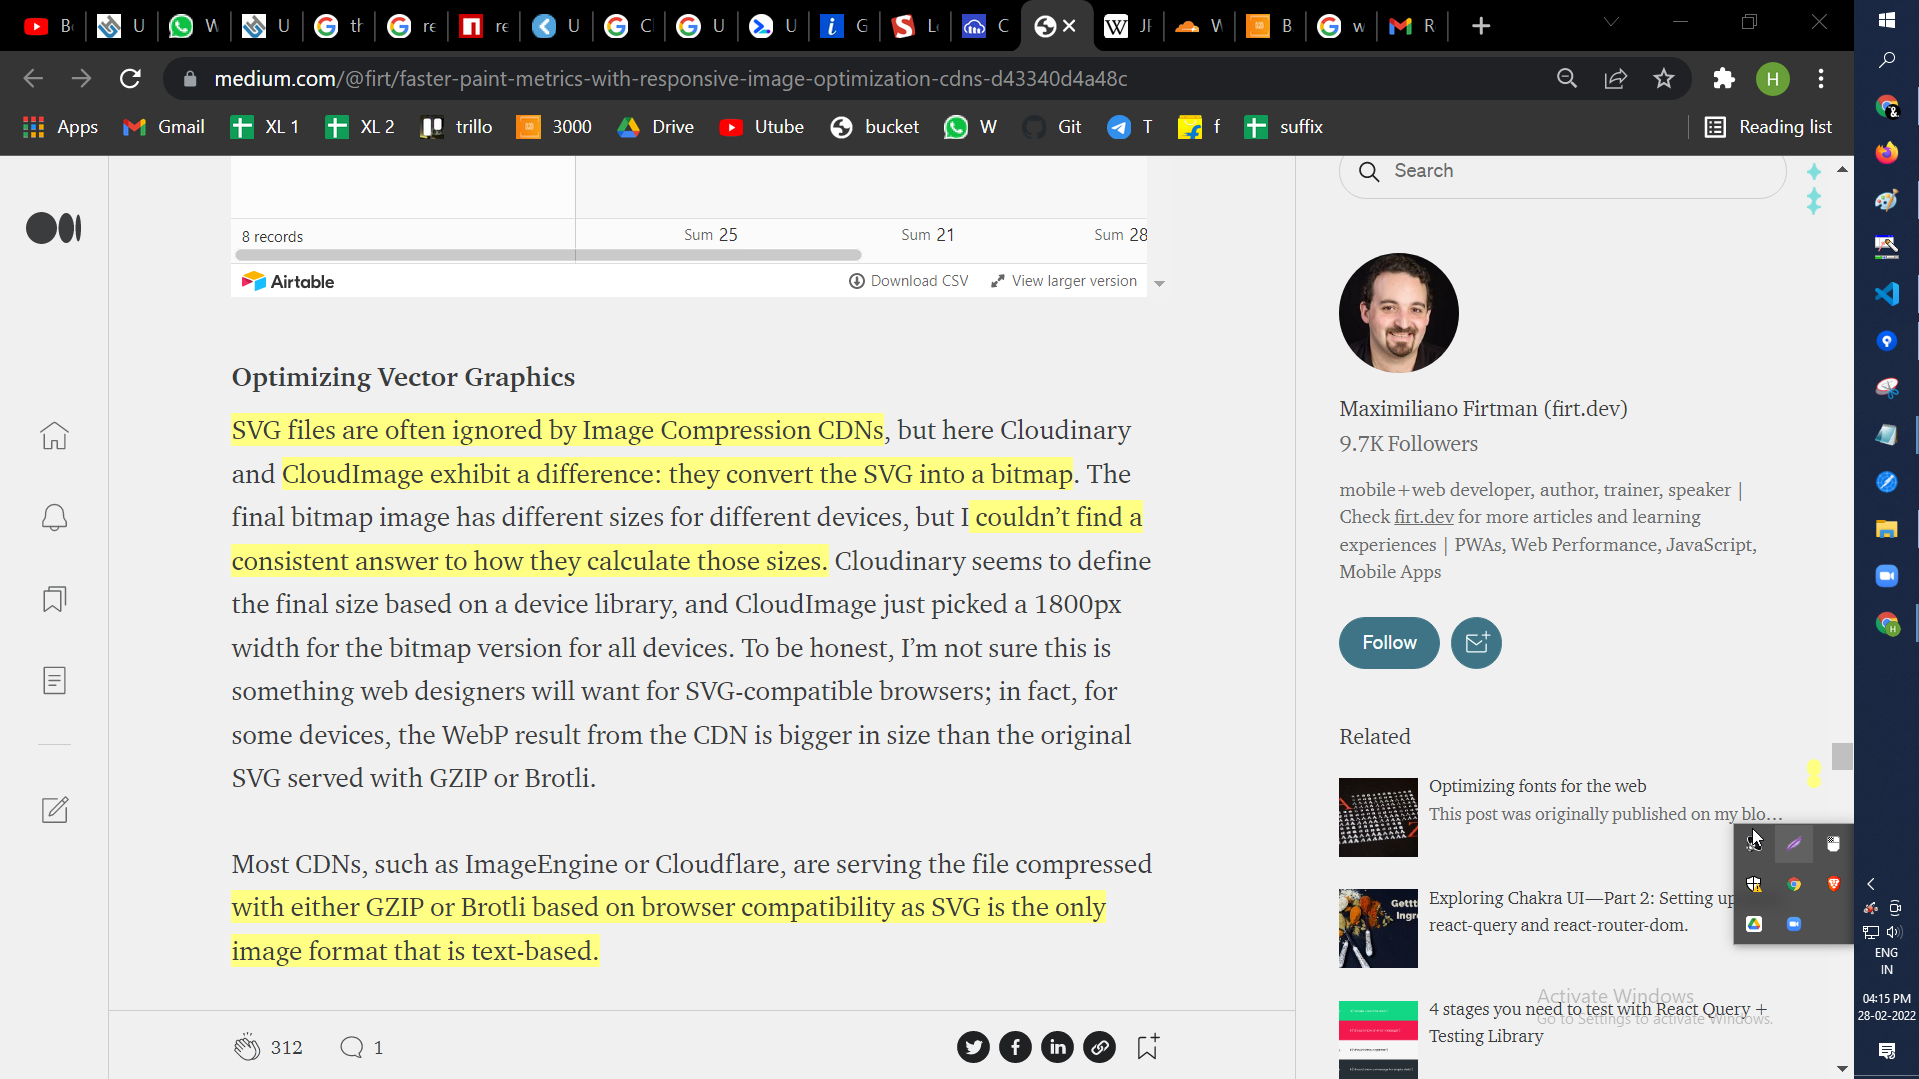 B
U
W
U
th
re
re
U
Cl
U
U
G
L
C
W
B
w
R
medium.com/@firt/faster-paint-metrics-with-responsive-image-optimization-cdns-d43340d4a48c
H
Apps
Gmail
XL 1
XL 2
trillo
3000
Drive
Utube
bucket
W
Git
T
f
suffix
Reading list
8 records
Sum 25
Sum 21
Sum 28
Airtable
Download CSV
View larger version
Optimizing Vector Graphics
SVG files are often ignored by Image Compression CDNs, but here Cloudinary
and CloudImage exhibit a difference: they convert the SVG into a bitmap. The
final bitmap image has different sizes for different devices, but I couldn’t find a
consistent answer to how they calculate those sizes. Cloudinary seems to define
the final size based on a device library, and CloudImage just picked a 1800px
width for the bitmap version for all devices. To be honest, I’m not sure this is
something web designers will want for SVG-compatible browsers; in fact, for
some devices, the WebP result from the CDN is bigger in size than the original
SVG served with GZIP or Brotli.
Most CDNs, such as ImageEngine or Cloudflare, are serving the file compressed
with either GZIP or Brotli based on browser compatibility as SVG is the only
image format that is text-based.
312
1
Search
Maximiliano Firtman (firt.dev)
9.7K Followers
mobile+web developer, author, trainer, speaker |
Check firt.dev for more articles and learning
experiences | PWAs, Web Performance, JavaScript,
Mobile Apps
Follow
Related
Optimizing fonts for the web
This post was originally published on my blo…
Exploring Chakra UI—Part 2: Setting up
react-query and react-router-dom.
4 stages you need to test with React Query +
Testing Library
Activate Windows
Go to Settings to activate Windows.
ENG
IN
04:15 PM
28-02-2022